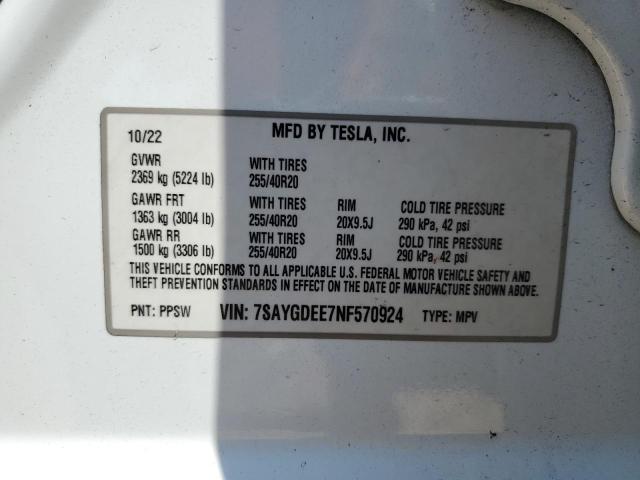 10/22 MFD BY TESLA, INC.
GVWR WITH TIRES
2369 kg (5224 lb) 255/40R20
GAWR FRT WITH TIRES RIM COLD TIRE PRESSURE
1363 kg (3004 lb) 255/40R20 20X9.5J 290 kPa, 42 psi
GAWR RR WITH TIRES RIM COLD TIRE PRESSURE
1500 kg (3306 lb) 255/40R20 20X9.5J 290 kPa, 42 psi
THIS VEHICLE CONFORMS TO ALL APPLICABLE U.S. FEDERAL MOTOR VEHICLE SAFETY AND
THEFT PREVENTION STANDARDS IN EFFECT ON THE DATE OF MANUFACTURE SHOWN ABOVE.
PNT: PPSW VIN: 7SAYGDEE7NF570924 TYPE: MPV